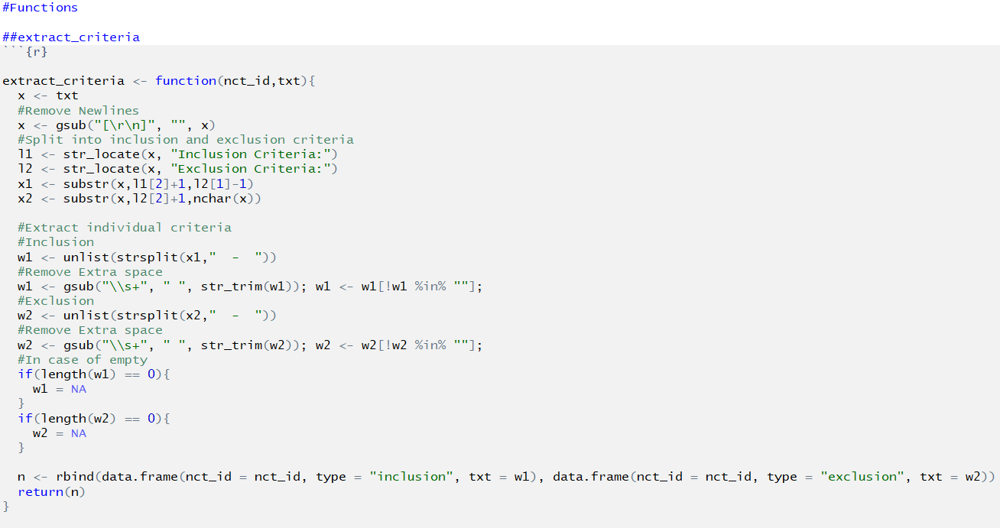 #Functions
##extract_criteria
```{r}
extract_criteria <- function(nct_id,txt){
  x <- txt
  #Remove Newlines
  x <- gsub("[\r\n]", "", x)
  #Split into inclusion and exclusion criteria
  l1 <- str_locate(x, "Inclusion Criteria:")
  l2 <- str_locate(x, "Exclusion Criteria:")
  x1 <- substr(x,l1[2]+1,l2[1]-1)
  x2 <- substr(x,l2[2]+1,nchar(x))
  #Extract individual criteria
  #Inclusion
  w1 <- unlist(strsplit(x1,"  -  "))
  #Remove Extra space
  w1 <- gsub("\\s+", " ", str_trim(w1)); w1 <- w1[!w1 %in% ""];
  #Exclusion
  w2 <- unlist(strsplit(x2,"  -  "))
  #Remove Extra space
  w2 <- gsub("\\s+", " ", str_trim(w2)); w2 <- w2[!w2 %in% ""];
  #In case of empty
  if(length(w1) == 0){
    w1 = NA
  }
  if(length(w2) == 0){
    w2 = NA
  }
  n <- rbind(data.frame(nct_id = nct_id, type = "inclusion", txt = w1), data.frame(nct_id = nct_id, type = "exclusion", txt = w2))
  return(n)
}